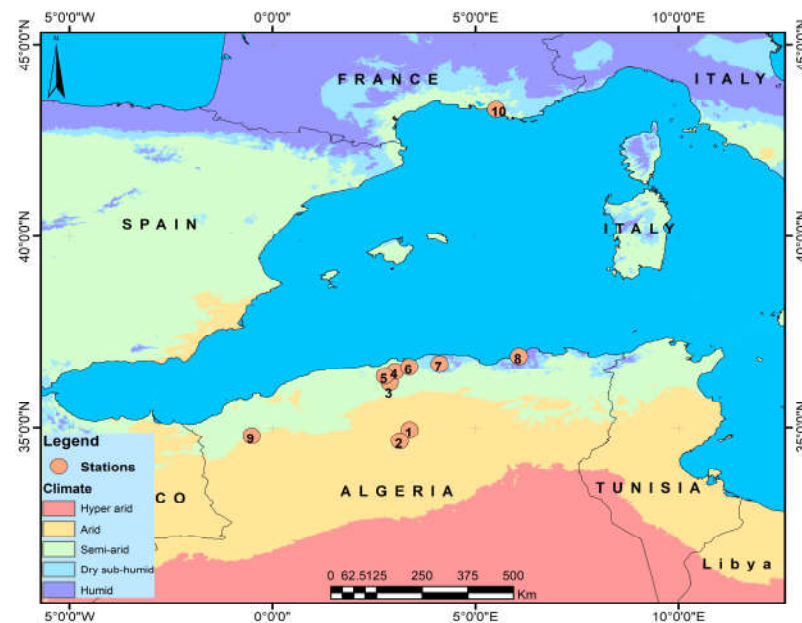 5°0'0"W 0°0'0" 5°0'0"E 10°0'0"E
45°0'0"N 45°0'0"N
N
FRANCE ITALY
10
SPAIN ITALY
40°0'0"N 40°0'0"N
8
7
6
4
5
3
35°0'0"N 35°0'0"N
1
2
9
Legend
Stations
Climate
Hyper arid
Arid
Semi-arid
Dry sub-humid
Humid
CO
ALGERIA
TUNISIA
Libya
0 62.5125 250 375 500
Km
5°0'0"W 0°0'0" 5°0'0"E 10°0'0"E